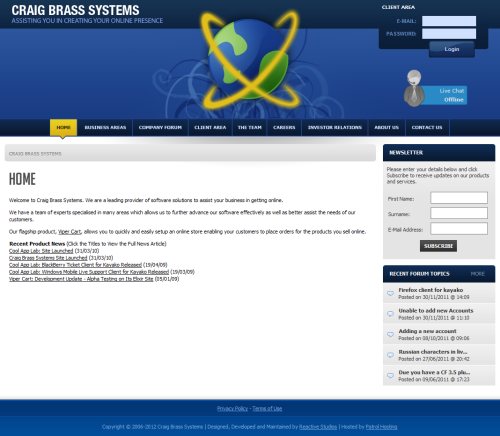 CRAIG BRASS SYSTEMS
ASSISTING YOU IN CREATING YOUR ONLINE PRESENCE
CLIENT AREA
E-MAIL:
PASSWORD:
Login
Live Chat
Offline
HOME
BUSINESS AREAS
COMPANY FORUM
CLIENT AREA
THE TEAM
CAREERS
INVESTOR RELATIONS
ABOUT US
CONTACT US
CRAIG BRASS SYSTEMS
HOME
Welcome to Craig Brass Systems. We are a leading provider of software solutions to assist your business in getting online.
We have a team of experts specialised in many areas which allows us to further advance our software effectively as well as better assist the needs of our
customers.
Our flagship product, Viper Cart, allows you to quickly and easily setup an online store enabling your customers to place orders for the products you sell online.
Recent Product News (Click the Titles to View the Full News Article)
Cool App Lab: Site Launched (31/03/10)
Craig Brass Systems Site Launched (31/03/10)
Cool App Lab: BlackBerry Ticket Client for Kayako Released (19/04/09)
Cool App Lab: Windows Mobile Live Support Client for Kayako Released (19/03/09)
Viper Cart: Development Update - Alpha Testing on Its Elixir Site (05/01/09)
NEWSLETTER
Please enter your details below and click
Subscribe to receive updates on our products
and services.
First Name:
Surname:
E-Mail Address:
SUBSCRIBE
RECENT FORUM TOPICS
MORE
Firefox client for kayako
Posted on 30/11/2011 @ 14:09
Unable to add new Accounts
Posted on 30/11/2011 @ 11:10
Adding a new account
Posted on 08/10/2011 @ 09:06
Russian characters in liv...
Posted on 27/06/2011 @ 20:42
Due you have a CF 3.5 plu...
Posted on 09/06/2011 @ 17:23
Privacy Policy - Terms of Use
Copyright © 2006-2012 Craig Brass Systems | Designed, Developed and Maintained by Reactive Studios | Hosted by Patrol Hosting